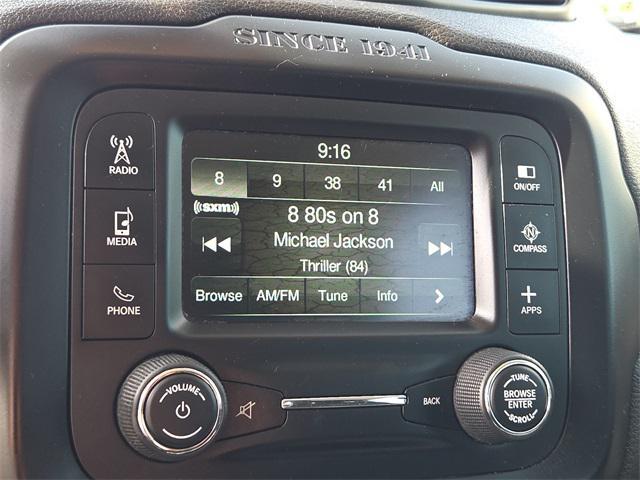 SINCE 1941
9:16
8 9 38 41 All
((sxm))
8 80s on 8
Michael Jackson
Thriller (84)
Browse AM/FM Tune Info
RADIO
MEDIA
PHONE
ON/OFF
N
COMPASS
APPS
VOLUME
BACK
TUNE
BROWSE
ENTER
SCROLL